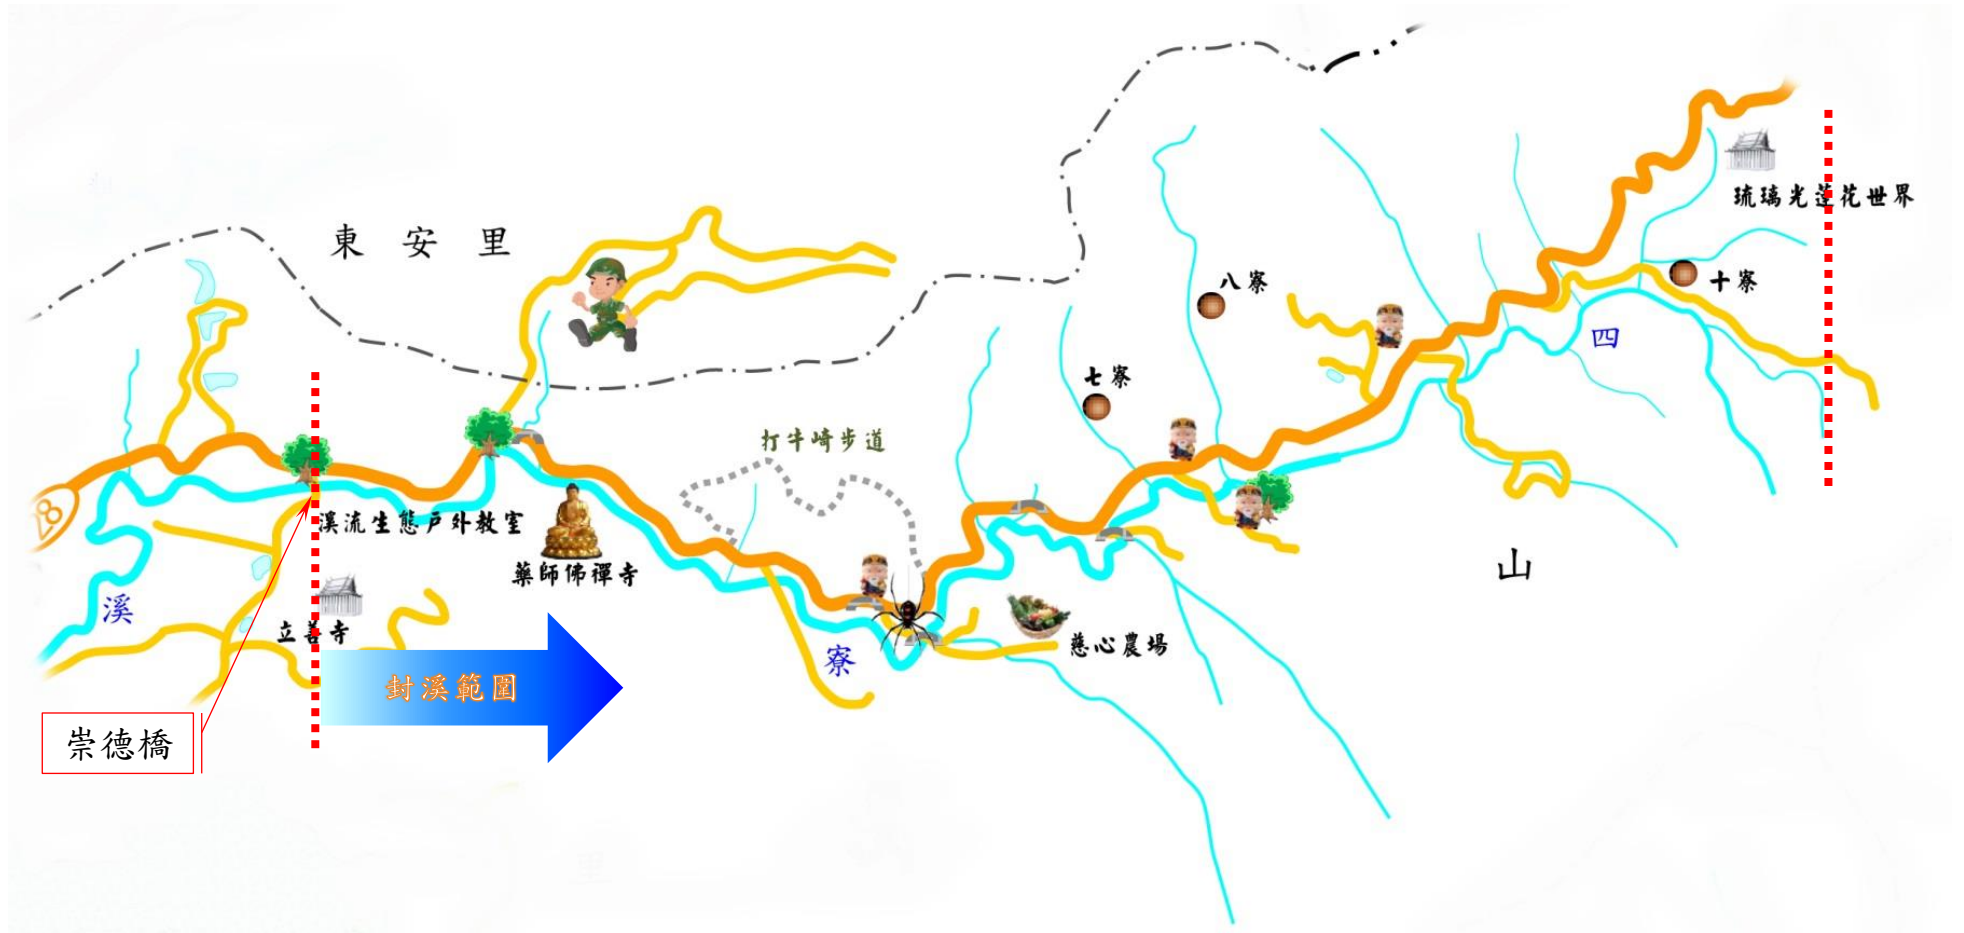 琉璃光蓮花世界
東安里
八寮
十寮
四
七寮
打牛崎步道
28
溪流生態戶外教室
藥師佛禪寺
山
溪
立善寺
慈心農場
寮
封溪範圍
崇德橋